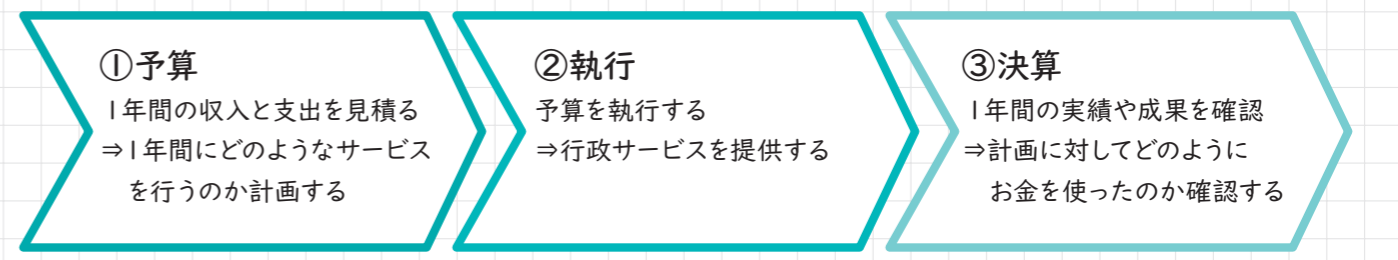 ①予算
1年間の収入と支出を見積る
⇒1年間にどのようなサービス
を行うのか計画する
②執行
予算を執行する
⇒行政サービスを提供する
③決算
1年間の実績や成果を確認
⇒計画に対してどのように
お金を使ったのか確認する